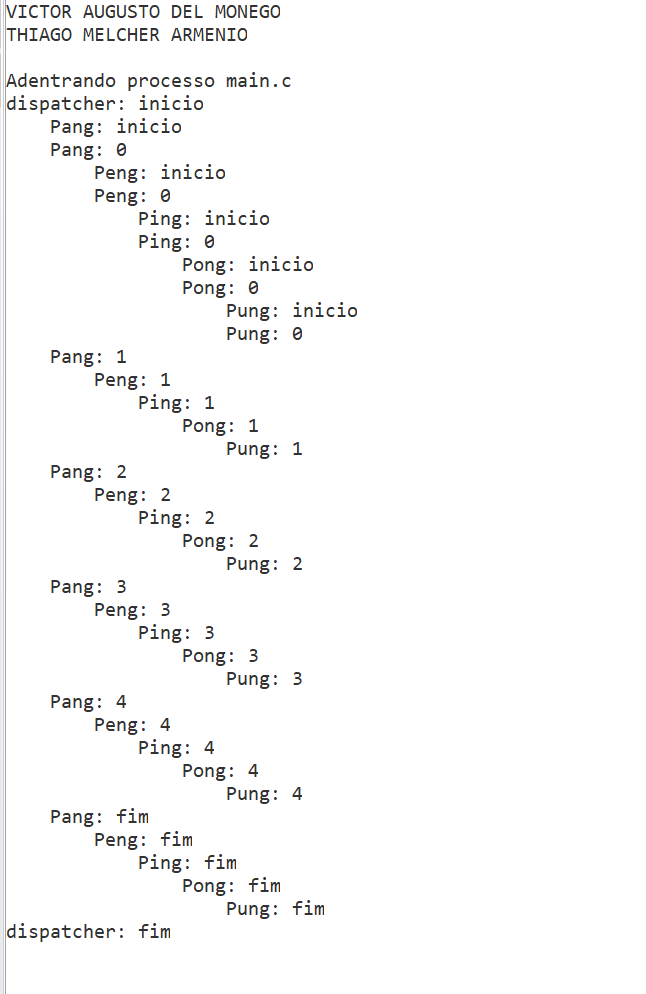 VICTOR AUGUSTO DEL MONEGO
THIAGO MELCHER ARMENIO

Adentrando processo main.c
dispatcher: inicio
    Pang: inicio
    Pang: 0
        Peng: inicio
        Peng: 0
            Ping: inicio
            Ping: 0
                Pong: inicio
                Pong: 0
                    Pung: inicio
                    Pung: 0
    Pang: 1
        Peng: 1
            Ping: 1
                Pong: 1
                    Pung: 1
    Pang: 2
        Peng: 2
            Ping: 2
                Pong: 2
                    Pung: 2
    Pang: 3
        Peng: 3
            Ping: 3
                Pong: 3
                    Pung: 3
    Pang: 4
        Peng: 4
            Ping: 4
                Pong: 4
                    Pung: 4
    Pang: fim
        Peng: fim
            Ping: fim
                Pong: fim
                    Pung: fim
dispatcher: fim